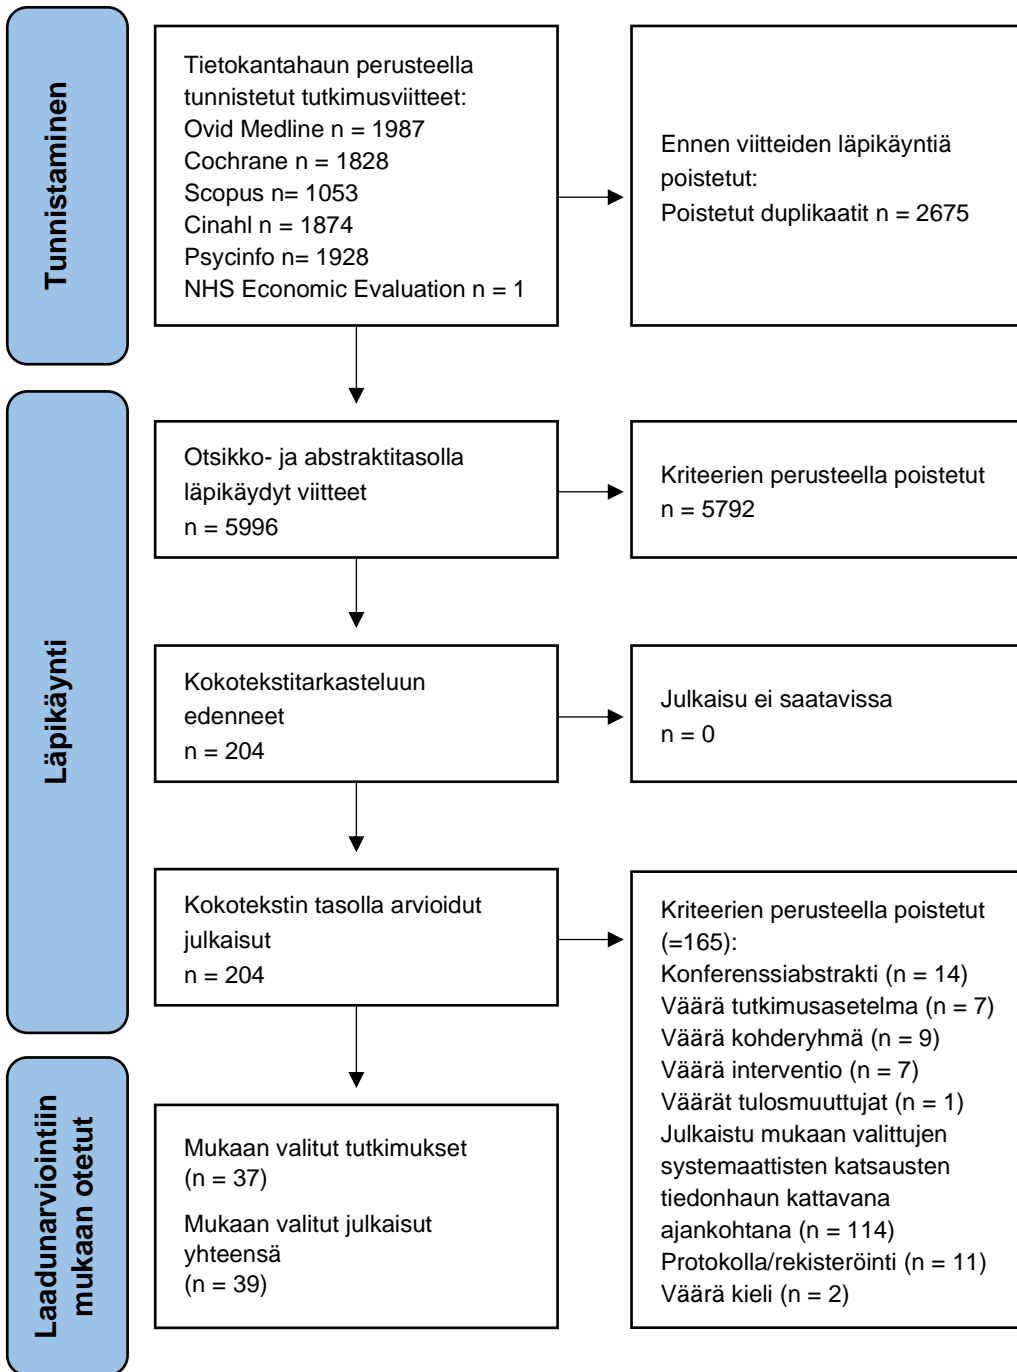 Tunnistaminen
Tietokantahaun perusteella
tunnistetut tutkimusviitteet:
Ovid Medline n = 1987
Cochrane n = 1828
Scopus n= 1053
Cinahl n = 1874
Psycinfo n= 1928
NHS Economic Evaluation n = 1
Ennen viitteiden läpikäyntiä
poistetut:
Poistetut duplikaatit n = 2675
Läpikäynti
Otsikko- ja abstraktitasolla
läpikäydyt viitteet
n = 5996
Kriteerien perusteella poistetut
n = 5792
Kokotekstitarkasteluun
edenneet
n = 204
Julkaisu ei saatavissa
n = 0
Kokotekstin tasolla arvioidut
julkaisut
n = 204
Kriteerien perusteella poistetut
(=165):
Konferenssiabstrakti (n = 14)
Väärä tutkimusasetelma (n = 7)
Väärä kohderyhmä (n = 9)
Väärä interventio (n = 7)
Väärät tulosmuuttujat (n = 1)
Julkaistu mukaan valittujen
systemaattisten katsausten
tiedonhaun kattavana
ajankohtana (n = 114)
Protokolla/rekisteröinti (n = 11)
Väärä kieli (n = 2)
Laadunarviointiin
mukaan otetut
Mukaan valitut tutkimukset
(n = 37)
Mukaan valitut julkaisut
yhteensä
(n = 39)